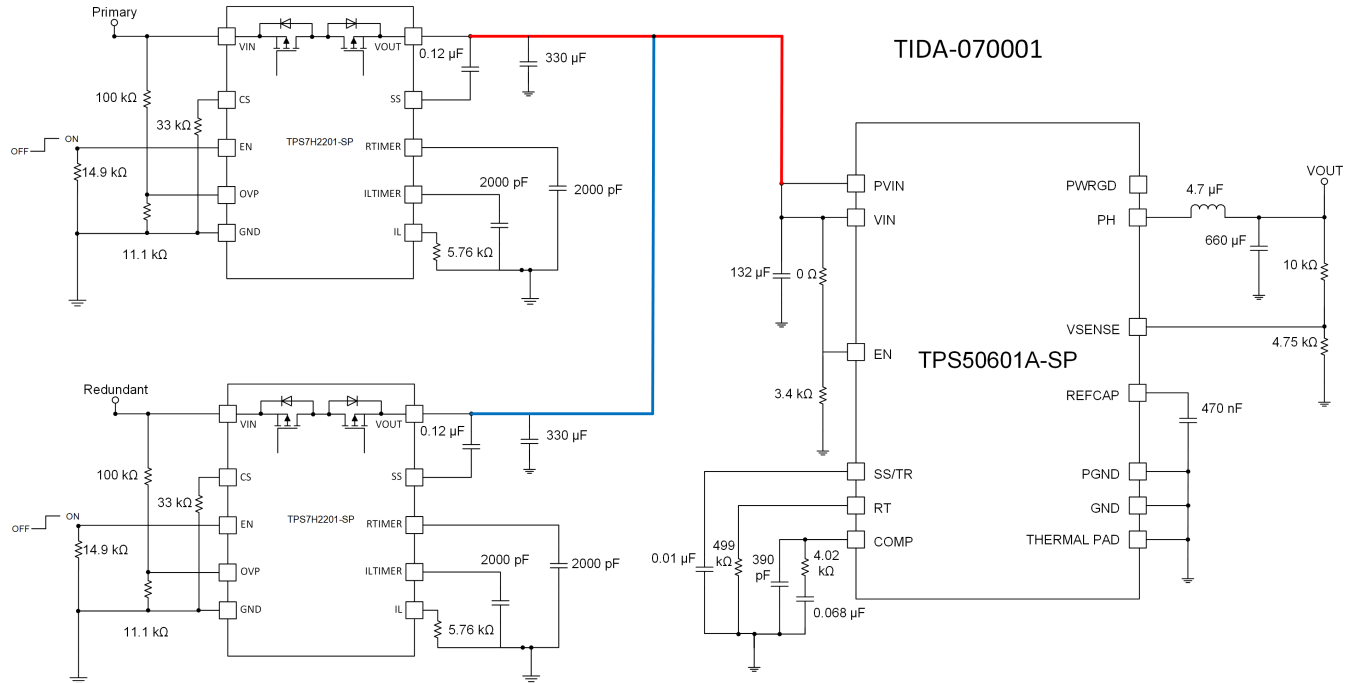 Primary
TIDA-070001
VIN
VOUT
0.12 µF
330 µF
100 kΩ
CS
SS
33 kΩ
ON
OFF
EN
TPS7H2201-SP
RTIMER
14.9 kΩ
OVP
ILTIMER
2000 pF
2000 pF
GND
IL
11.1 kΩ
5.76 kΩ
Redundant
VIN
VOUT
0.12 µF
330 µF
100 kΩ
CS
SS
33 kΩ
ON
OFF
EN
TPS7H2201-SP
RTIMER
14.9 kΩ
OVP
ILTIMER
2000 pF
2000 pF
GND
IL
11.1 kΩ
5.76 kΩ
PVIN
PWRGD
VOUT
4.7 µF
VIN
PH
660 µF
132 µF
0 Ω
10 kΩ
VSENSE
EN
TPS50601A-SP
4.75 kΩ
3.4 kΩ
REFCAP
470 nF
SS/TR
PGND
RT
GND
COMP
THERMAL PAD
0.01 µF
499
kΩ
390
pF
4.02
kΩ
0.068 µF